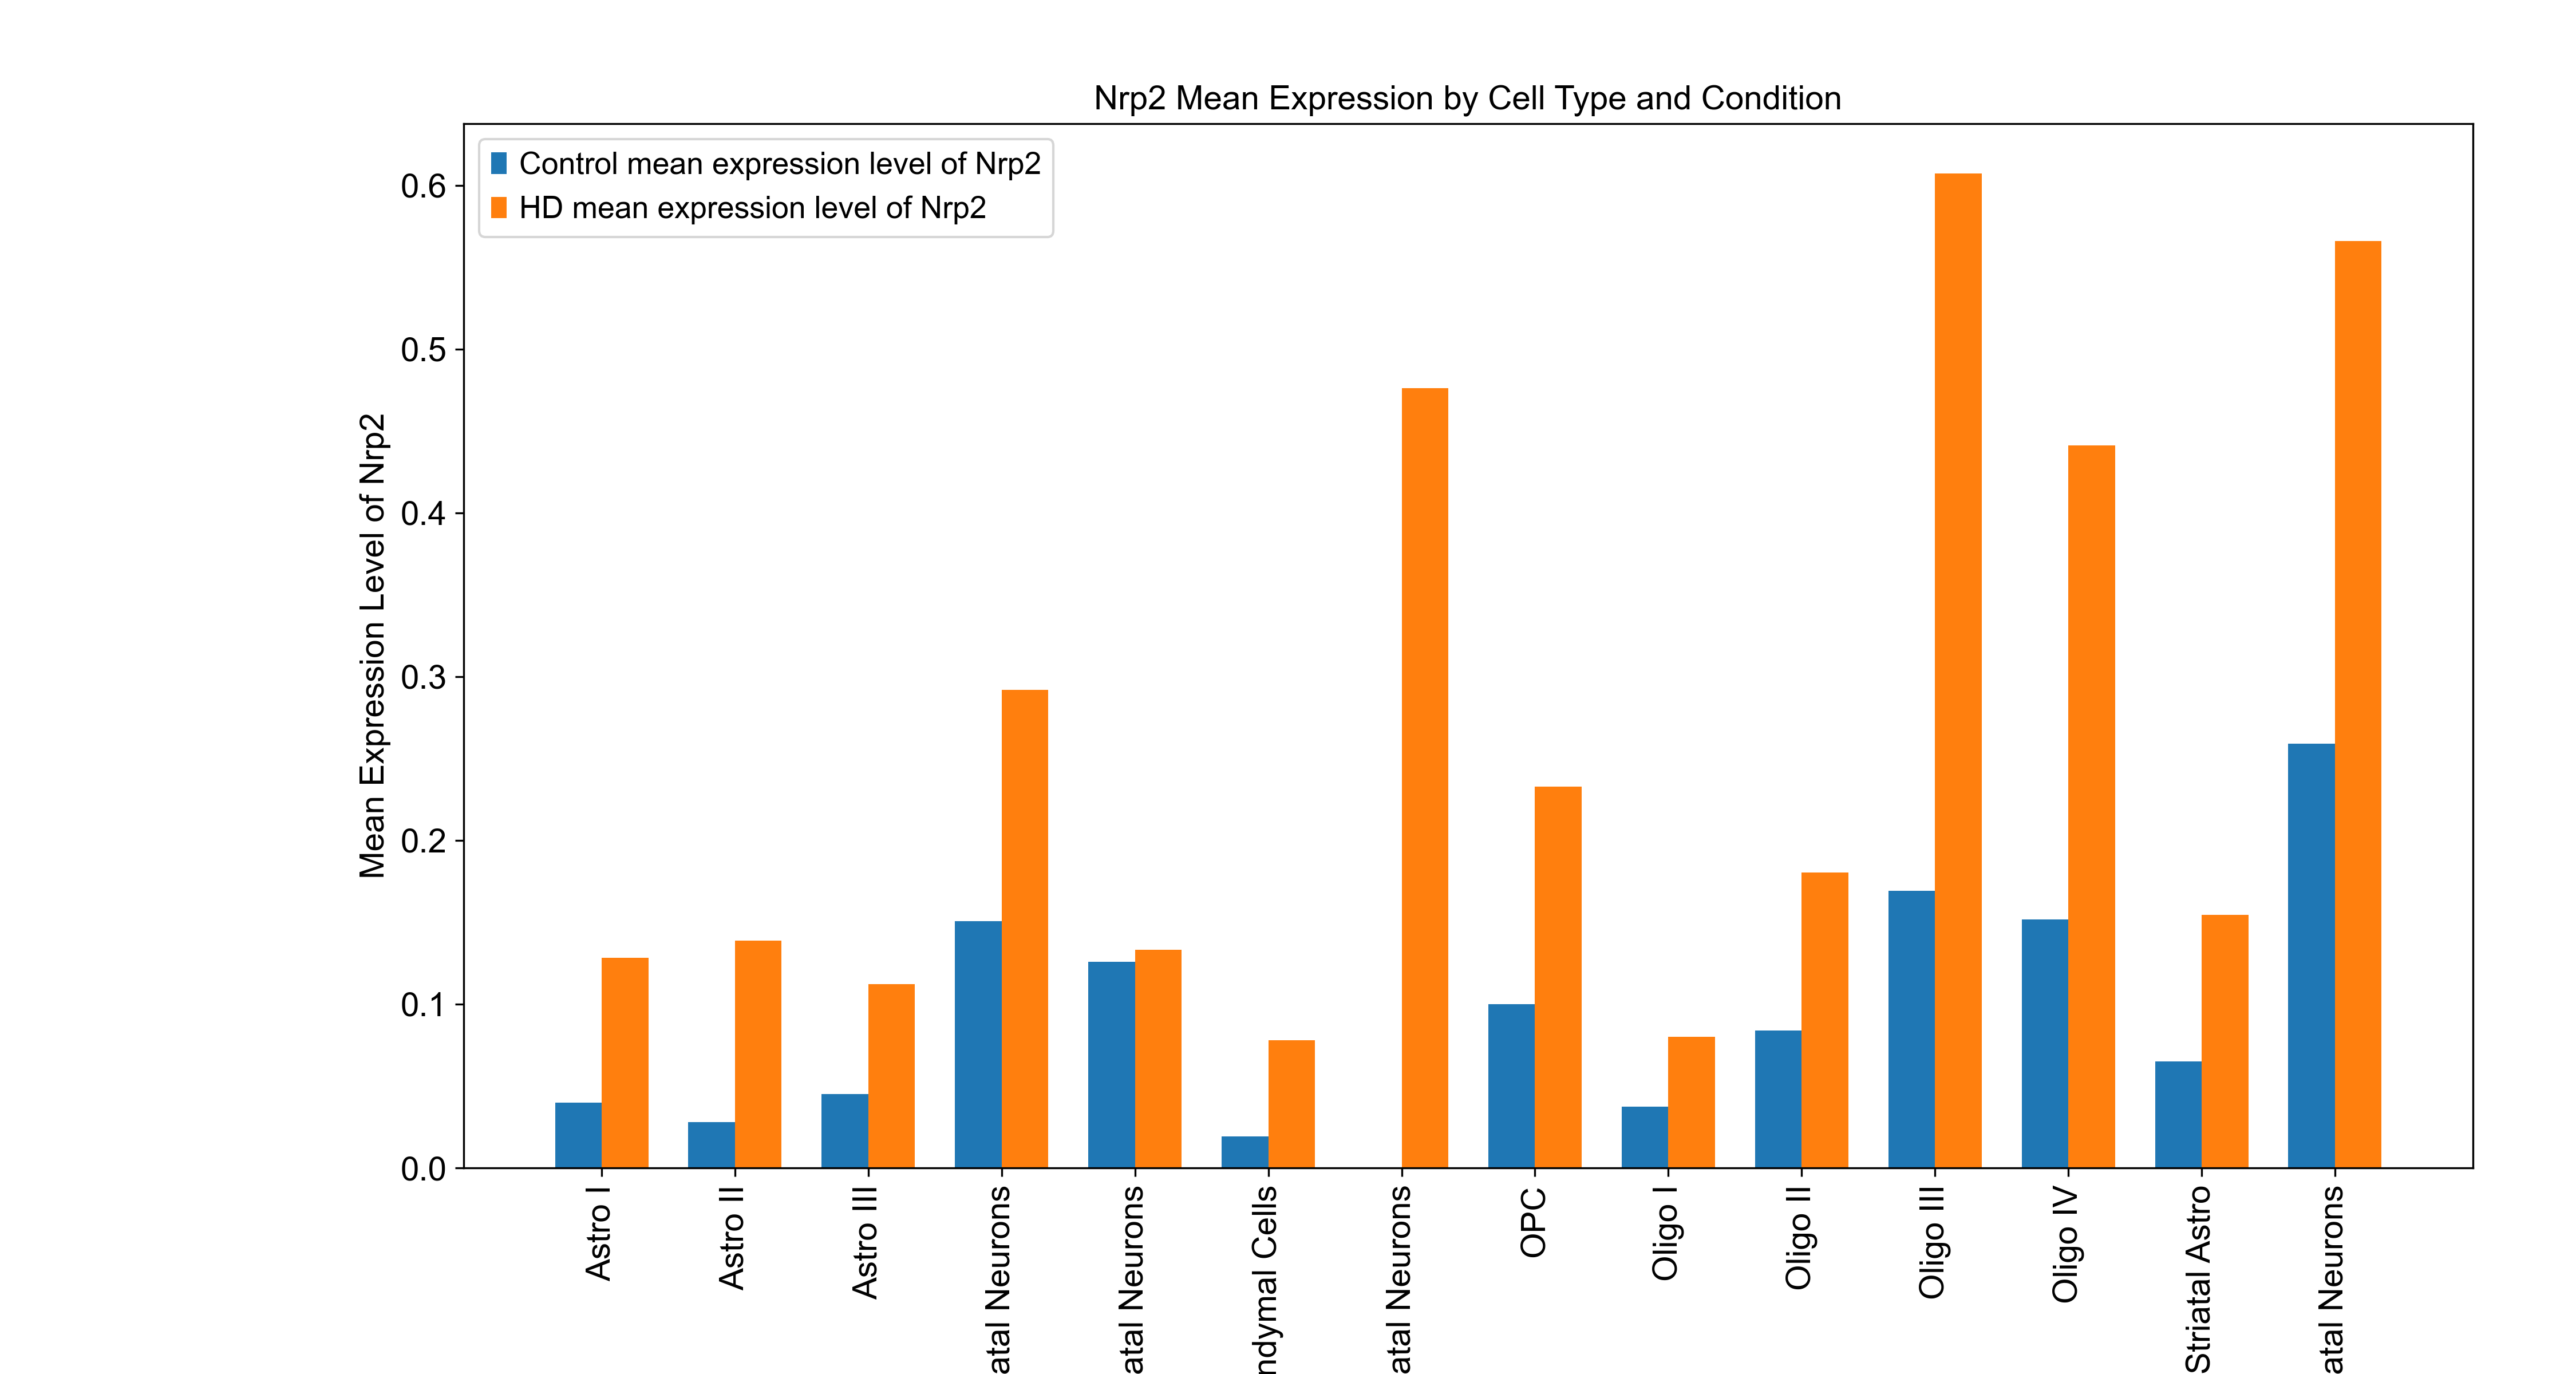 Nrp2 Mean Expression by Cell Type and Condition
Control mean expression level of Nrp2
HD mean expression level of Nrp2
Mean Expression Level of Nrp2
0.6
0.5
0.4
0.3
0.2
0.1
0.0
Astro I
Astro II
Astro III
atal Neurons
atal Neurons
ndymal Cells
atal Neurons
OPC
Oligo I
Oligo II
Oligo III
Oligo IV
Striatal Astro
atal Neurons